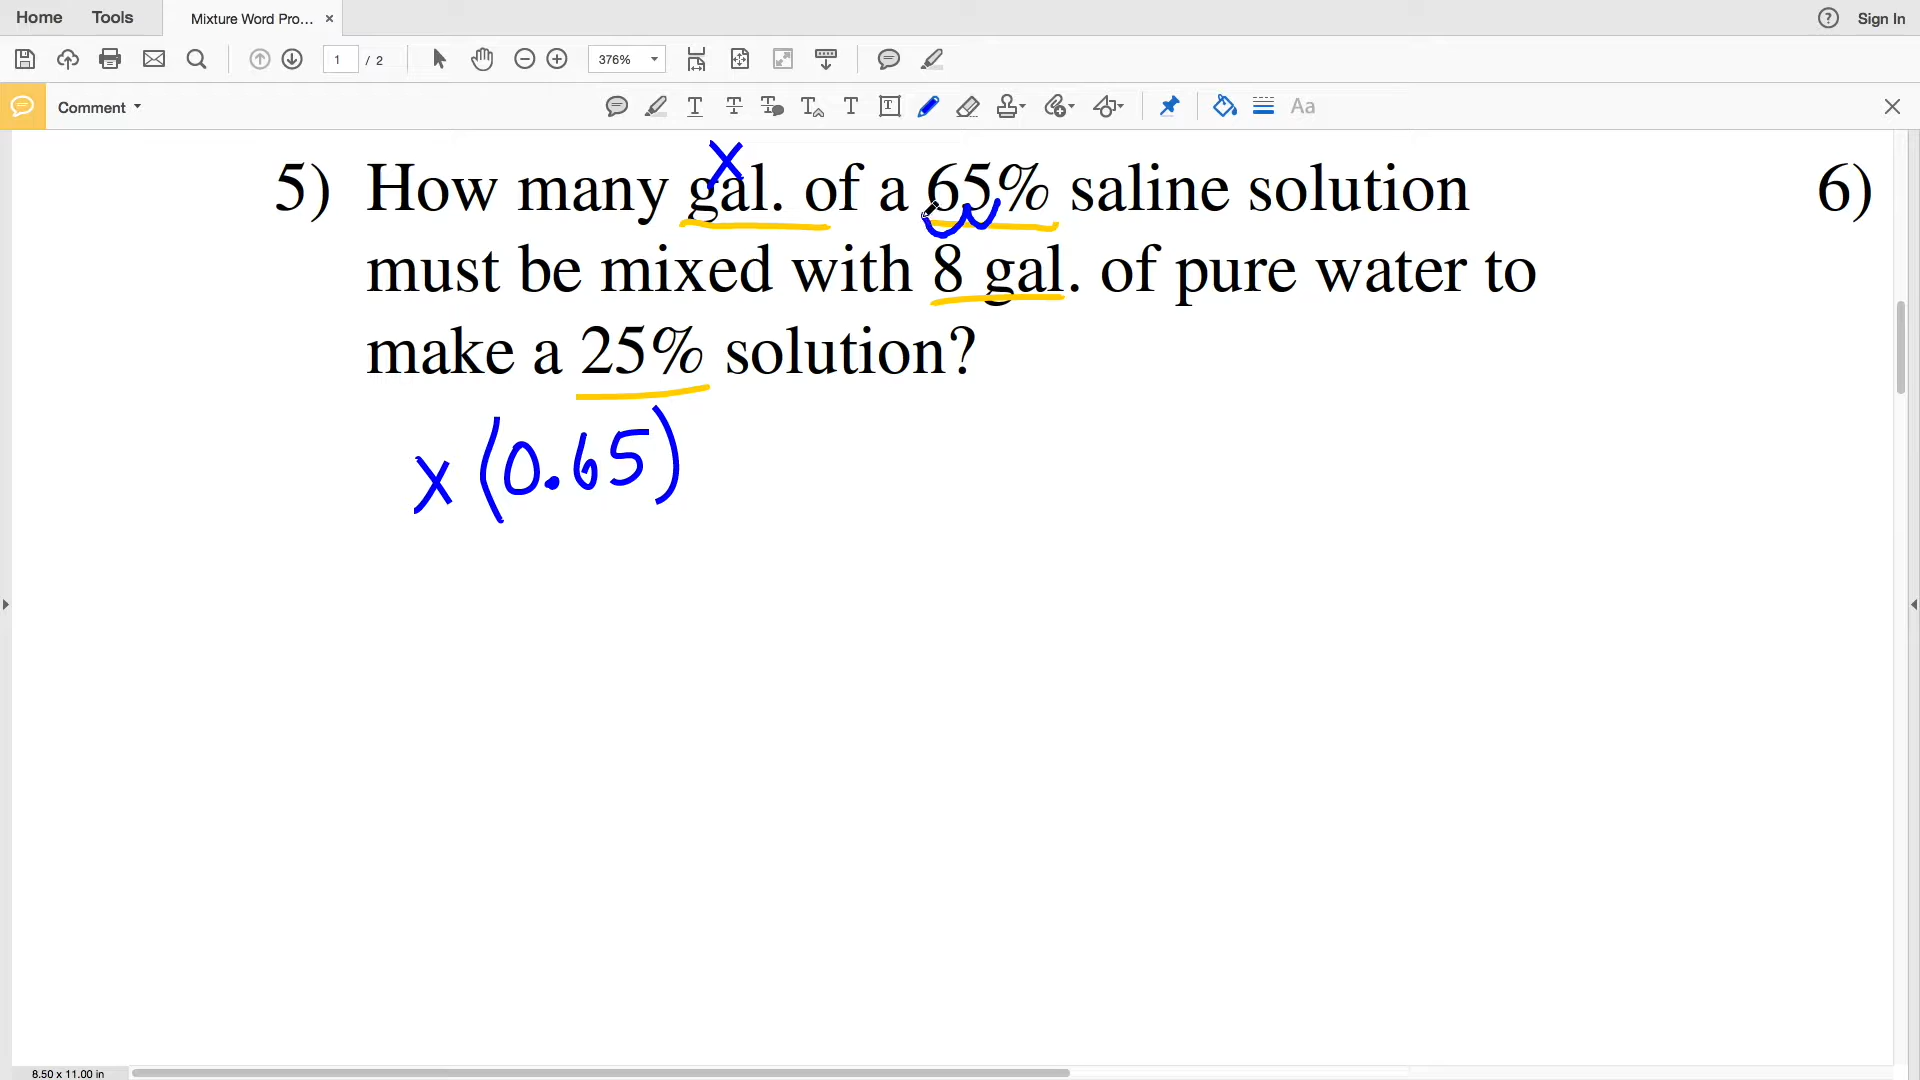 Home Tools Mixture Word Pro... × ? Sign In
1 / 2 376%
Comment T T T T T T Aa
x
5) How many gal. of a 65% saline solution 6)
must be mixed with 8 gal. of pure water to
make a 25% solution?
x(0.65)
8.50 x 11.00 in